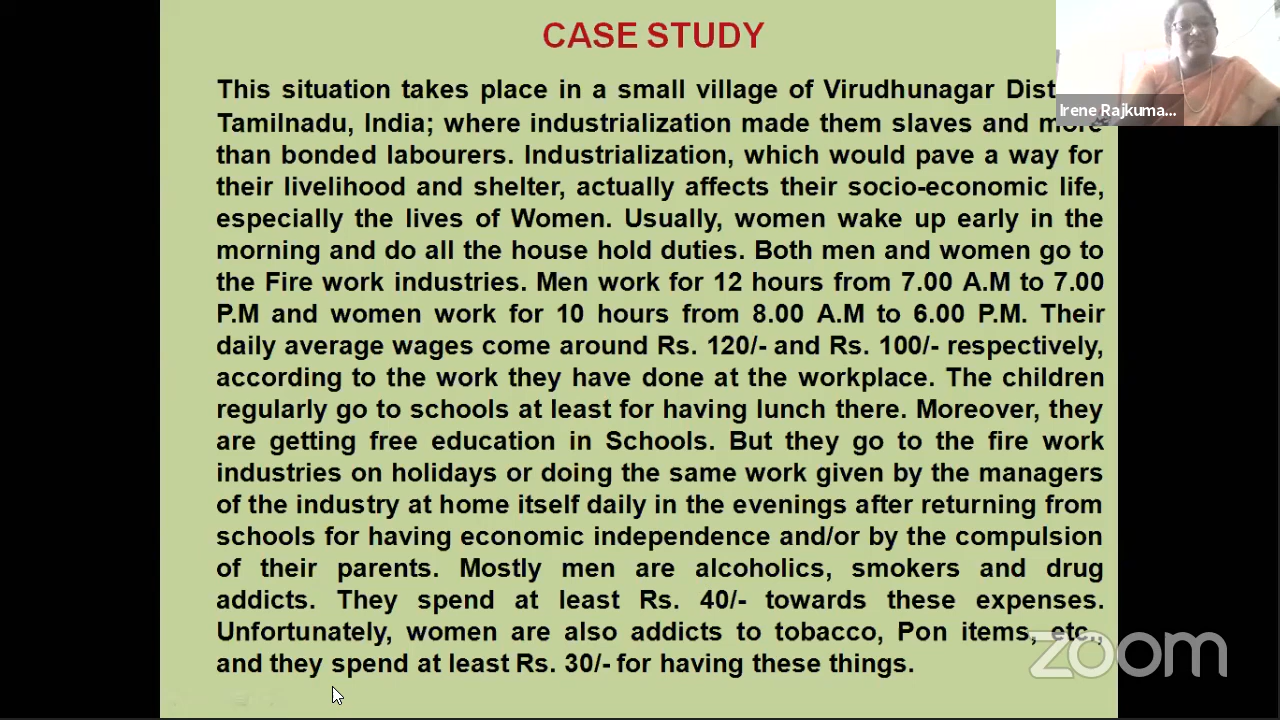 CASE STUDY
This situation takes place in a small village of Virudhunagar Dist
Tamilnadu, India; where industrialization made them slaves and more
than bonded labourers. Industrialization, which would pave a way for
their livelihood and shelter, actually affects their socio-economic life,
especially the lives of Women. Usually, women wake up early in the
morning and do all the house hold duties. Both men and women go to
the Fire work industries. Men work for 12 hours from 7.00 A.M to 7.00
P.M and women work for 10 hours from 8.00 A.M to 6.00 P.M. Their
daily average wages come around Rs. 120/- and Rs. 100/- respectively,
according to the work they have done at the workplace. The children
regularly go to schools at least for having lunch there. Moreover, they
are getting free education in Schools. But they go to the fire work
industries on holidays or doing the same work given by the managers
of the industry at home itself daily in the evenings after returning from
schools for having economic independence and/or by the compulsion
of their parents. Mostly men are alcoholics, smokers and drug
addicts. They spend at least Rs. 40/- towards these expenses.
Unfortunately, women are also addicts to tobacco, Pon items, etc.,
and they spend at least Rs. 30/- for having these things.
Irene Rajkuma...
zoom